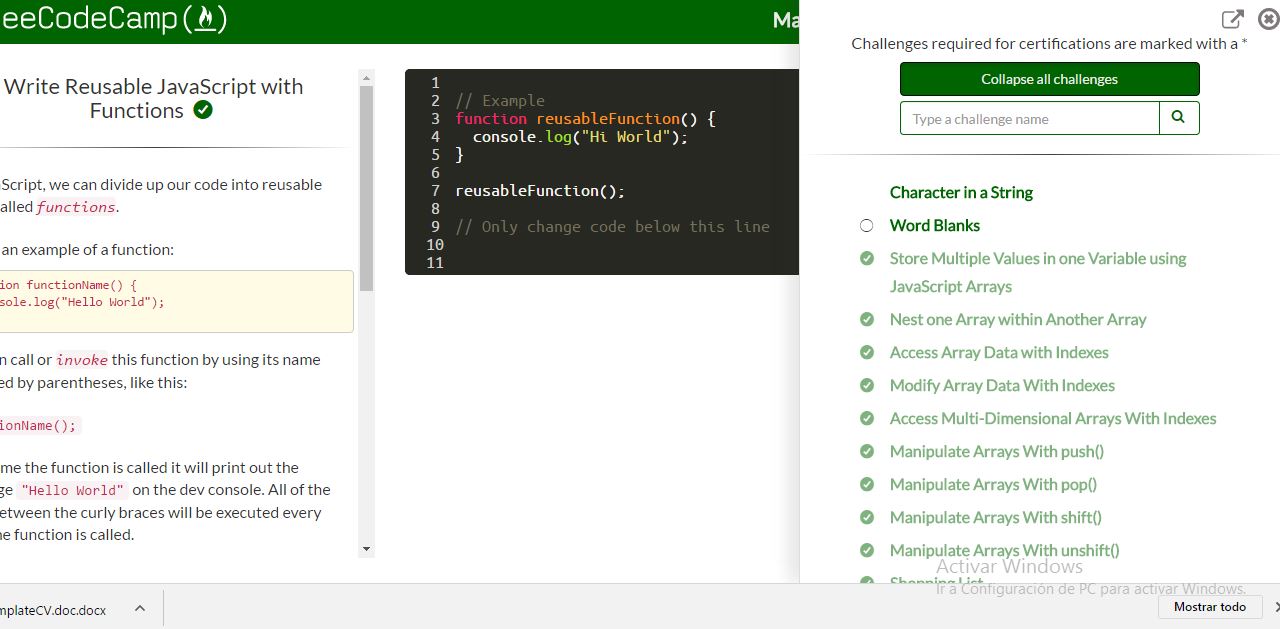 eeCodeCamp
Ma
Write Reusable JavaScript with
Functions
Script, we can divide up our code into reusable
alled functions.
an example of a function:
ion functionName() {
sole.log("Hello World");
n call or invoke this function by using its name
ed by parentheses, like this:
ionName();
me the function is called it will print out the
ge "Hello World" on the dev console. All of the
etween the curly braces will be executed every
e function is called.
1
2 // Example
3 function reusableFunction() {
4 console.log("Hi World");
5 }
6
7 reusableFunction();
8
9 // Only change code below this line
10
11
Challenges required for certifications are marked with a *
Collapse all challenges
Type a challenge name
Character in a String
Word Blanks
Store Multiple Values in one Variable using
JavaScript Arrays
Nest one Array within Another Array
Access Array Data with Indexes
Modify Array Data With Indexes
Access Multi-Dimensional Arrays With Indexes
Manipulate Arrays With push()
Manipulate Arrays With pop()
Manipulate Arrays With shift()
Manipulate Arrays With unshift()
Shopping List
Activar Windows
Ir a Configuración de PC para activar Windows.
mplateCV.doc.docx
Mostrar todo